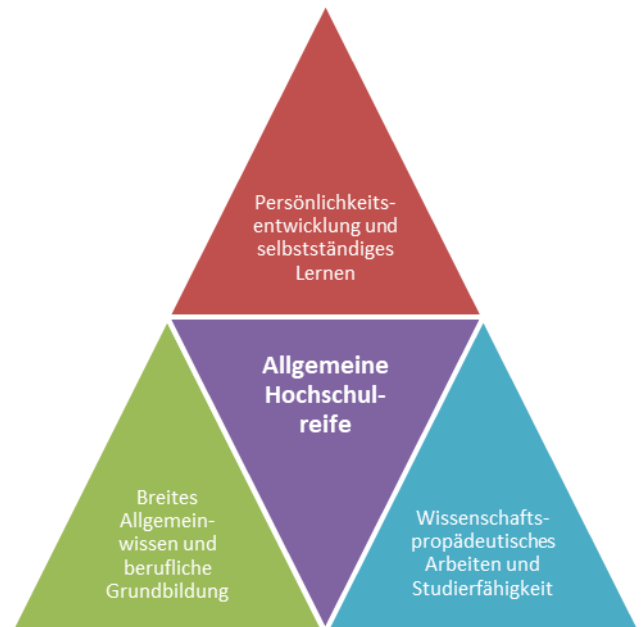 Persönlichkeits-
entwicklung und
selbstständiges
Lernen
Allgemeine
Hochschul-
reife
Breites
Allgemein-
wissen und
berufliche
Grundbildung
Wissenschafts-
propädeutisches
Arbeiten und
Studierfähigkeit